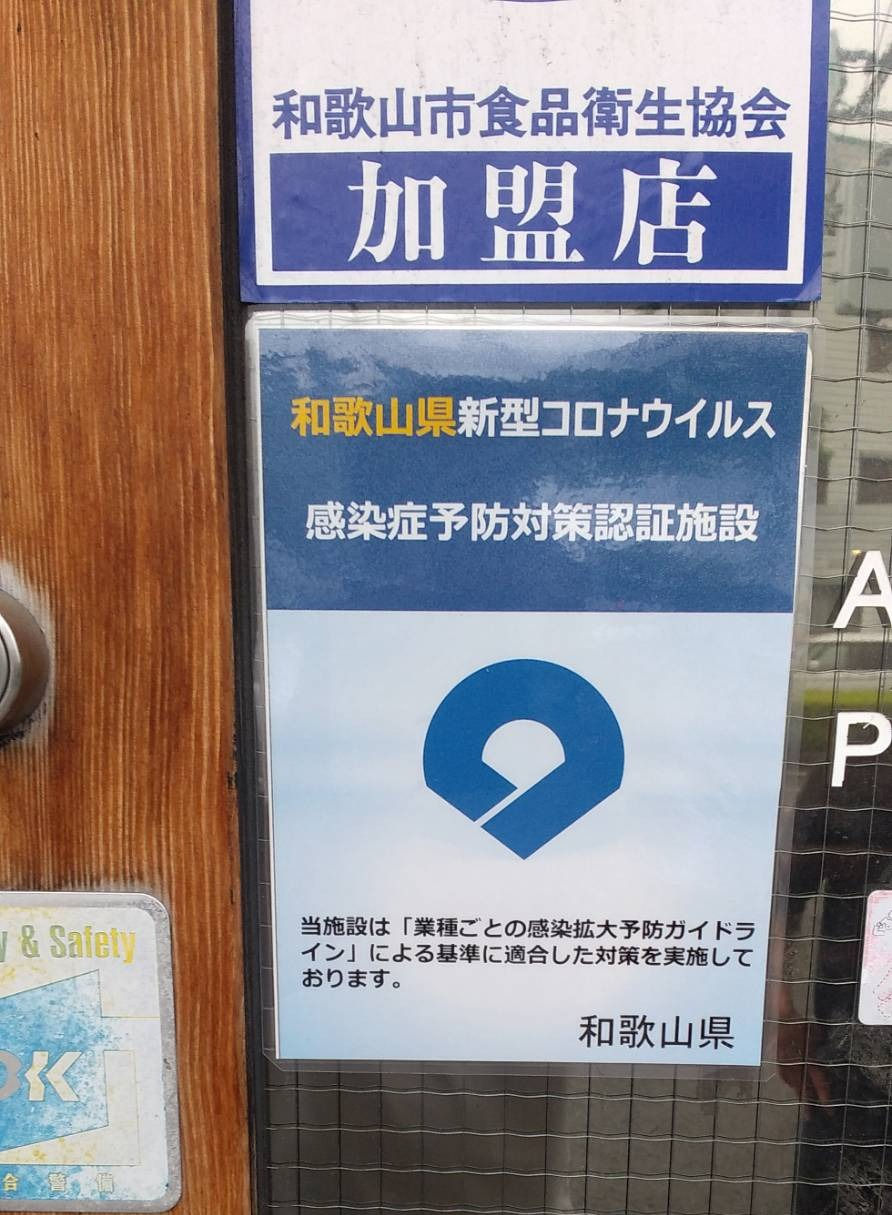 和歌山市食品衛生協会
加盟店
和歌山県新型コロナウイルス
感染症予防対策認証施設
当施設は「業種ごとの感染拡大予防ガイドラ
イン」による基準に適合した対策を実施して
おります。
和歌山県
A
P
y & Safety
OK
合警備